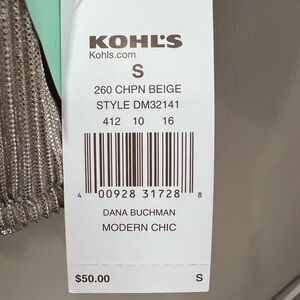 KOHL'S
Kohls.com
S
260 CHPN BEIGE
STYLE DM32141
412 10 16
4 00928 31728 8
DANA BUCHMAN
MODERN CHIC
$50.00 S